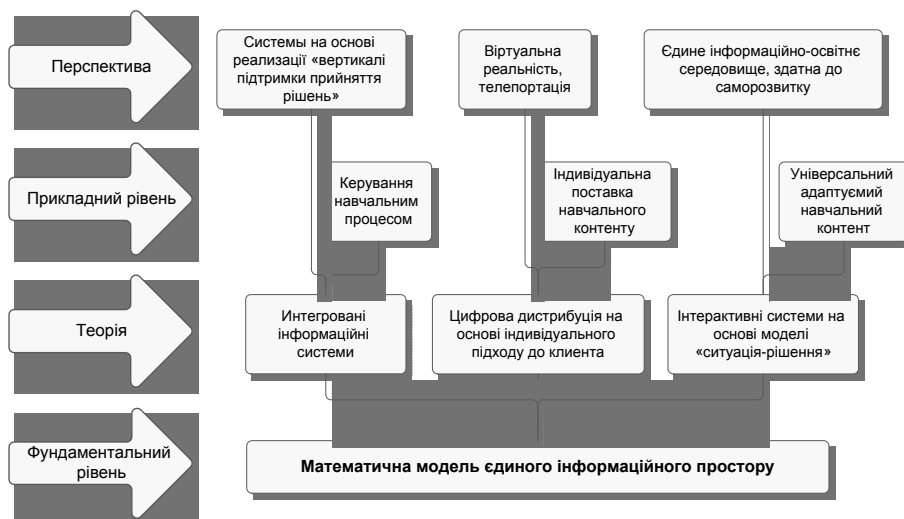 Перспектива
Системы на основі
реализації «вертикалі
підтримки прийняття
рішень»
Віртуальна
реальність,
телепортація
Єдине інформаційно-освітнє
середовище, здатна до
саморозвитку
Прикладний рівень
Керування
навчальним
процесом
Індивідуальна
поставка
навчального
контенту
Універсальний
адаптуємий
навчальний
контент
Теорія
Интегровані
інформаційні
системи
Цифрова дистрибуція на
основі індивідуального
підходу до клиента
Інтерактивні системи на
основі моделі
«ситуація-рішення»
Фундаментальний
рівень
Математична модель єдиного інформаційного простору